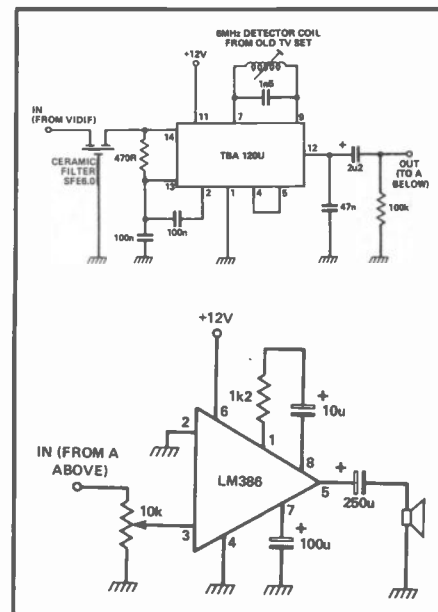 6MHz DETECTOR COIL
FROM OLD TV SET
+12V
1n5
IN
(FROM VIDIF)
11
7
9
14
CERAMIC
FILTER
SFE6.0
470R
TBA 120U
12
+
2u2
OUT
(TO A
BELOW)
13
2
1
4
5
100n
100n
47n
100k
+12V
1k2
+
10u
6
2
1
IN (FROM A
ABOVE)
8
LM386
+
5
250u
10k
7
3
+
4
100u